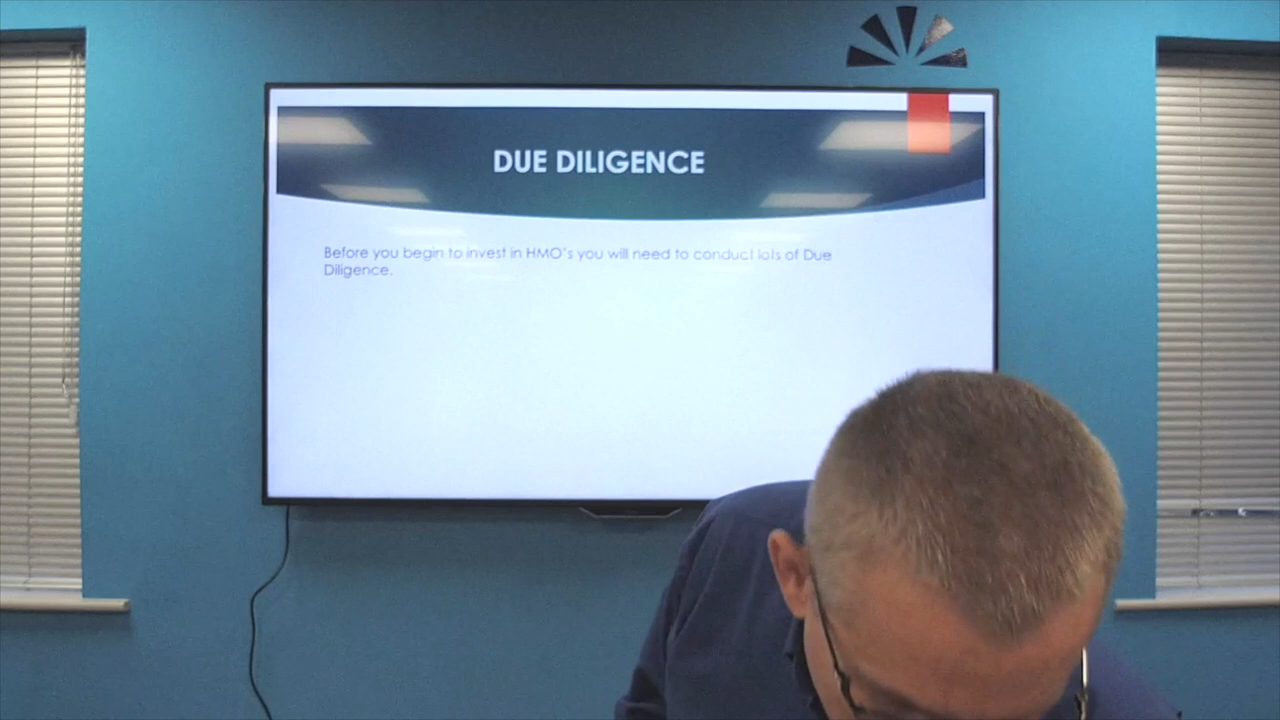 DUE DILIGENCE
Before you begin to invest in HMO's you will need to conduct lots of Due
Diligence.